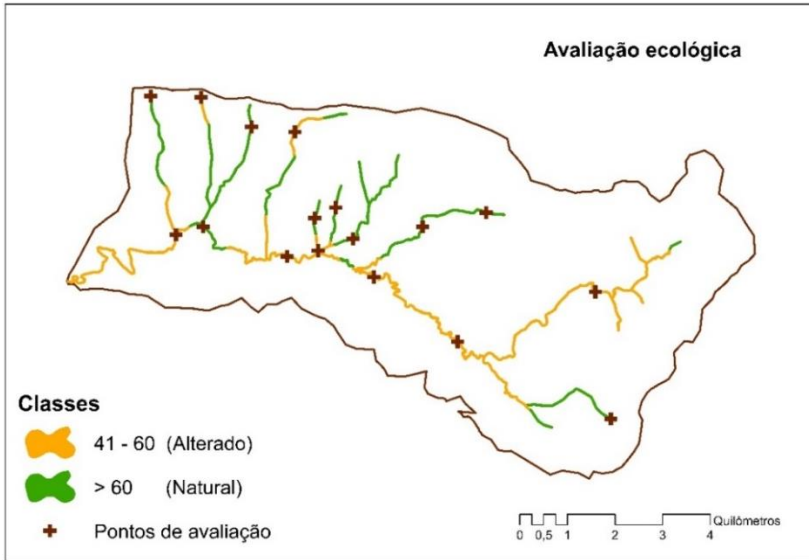 Avaliação ecológica
Classes
41 - 60 (Alterado)
> 60 (Natural)
Pontos de avaliação
Quilômetros
0 0,5 1 2 3 4